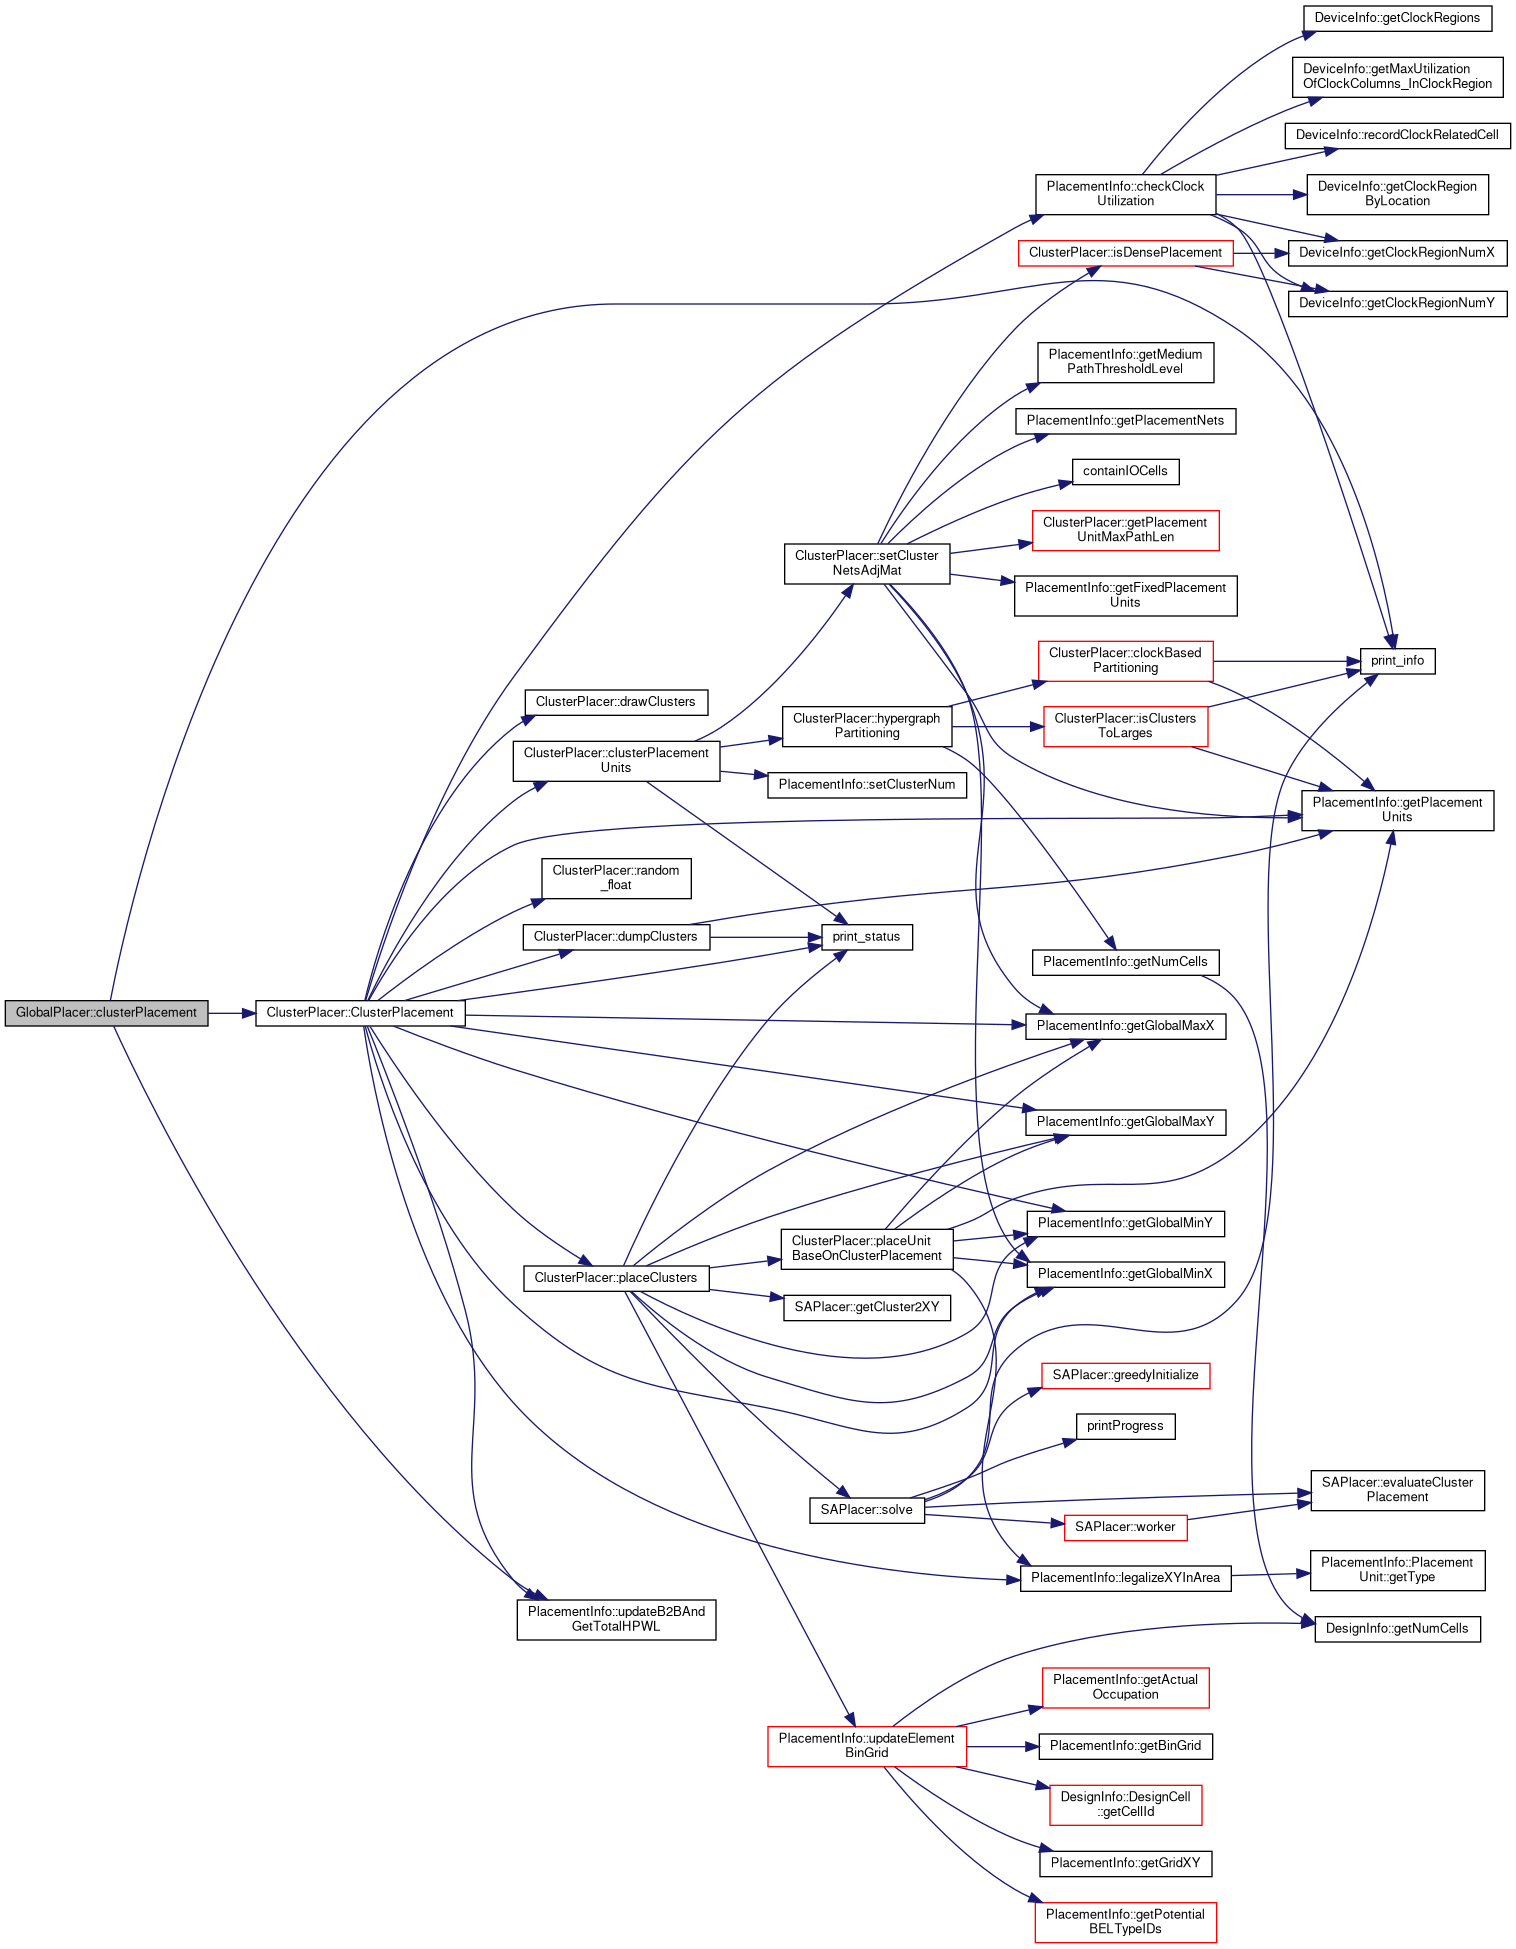 DeviceInfo::getClockRegions
DeviceInfo::getMaxUtilization
OfClockColumns_InClockRegion
DeviceInfo::recordClockRelatedCell
PlacementInfo::checkClock
Utilization
DeviceInfo::getClockRegion
ByLocation
ClusterPlacer::isDensePlacement
DeviceInfo::getClockRegionNumX
DeviceInfo::getClockRegionNumY
PlacementInfo::getMedium
PathThresholdLevel
PlacementInfo::getPlacementNets
containIOCells
ClusterPlacer::getPlacement
UnitMaxPathLen
ClusterPlacer::setCluster
NetsAdjMat
PlacementInfo::getFixedPlacement
Units
ClusterPlacer::clockBased
Partitioning
print_info
ClusterPlacer::drawClusters
ClusterPlacer::hypergraph
Partitioning
ClusterPlacer::isClusters
ToLarges
ClusterPlacer::clusterPlacement
Units
PlacementInfo::setClusterNum
PlacementInfo::getPlacement
Units
ClusterPlacer::random
_float
ClusterPlacer::dumpClusters
print_status
PlacementInfo::getNumCells
GlobalPlacer::clusterPlacement
ClusterPlacer::ClusterPlacement
PlacementInfo::getGlobalMaxX
PlacementInfo::getGlobalMaxY
PlacementInfo::getGlobalMinY
ClusterPlacer::placeUnit
BaseOnClusterPlacement
ClusterPlacer::placeClusters
PlacementInfo::getGlobalMinX
SAPlacer::getCluster2XY
SAPlacer::greedyInitialize
printProgress
SAPlacer::evaluateCluster
Placement
SAPlacer::solve
SAPlacer::worker
PlacementInfo::legalizeXYInArea
PlacementInfo::Placement
Unit::getType
PlacementInfo::updateB2BAnd
GetTotalHPWL
DesignInfo::getNumCells
PlacementInfo::getActual
Occupation
PlacementInfo::updateElement
BinGrid
PlacementInfo::getBinGrid
DesignInfo::DesignCell
::getCellId
PlacementInfo::getGridXY
PlacementInfo::getPotential
BELTypeIDs